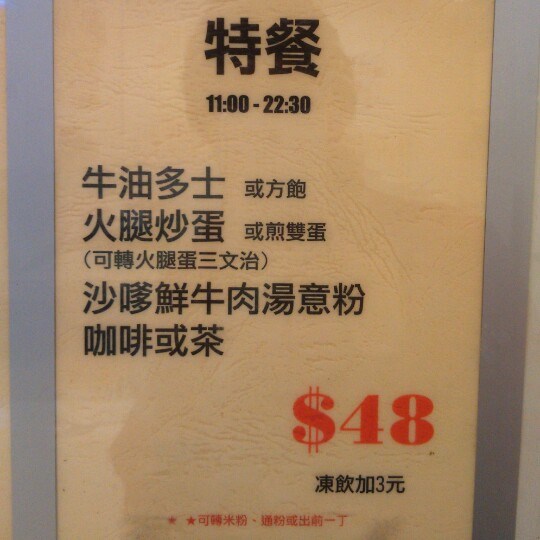 特餐
11:00 - 22:30
牛油多士 或方飽
火腿炒蛋 或煎雙蛋
(可轉火腿蛋三文治)
沙嗲鮮牛肉湯意粉
咖啡或茶
$48
凍飲加3元
★ ★可轉米粉、通粉或出前一丁